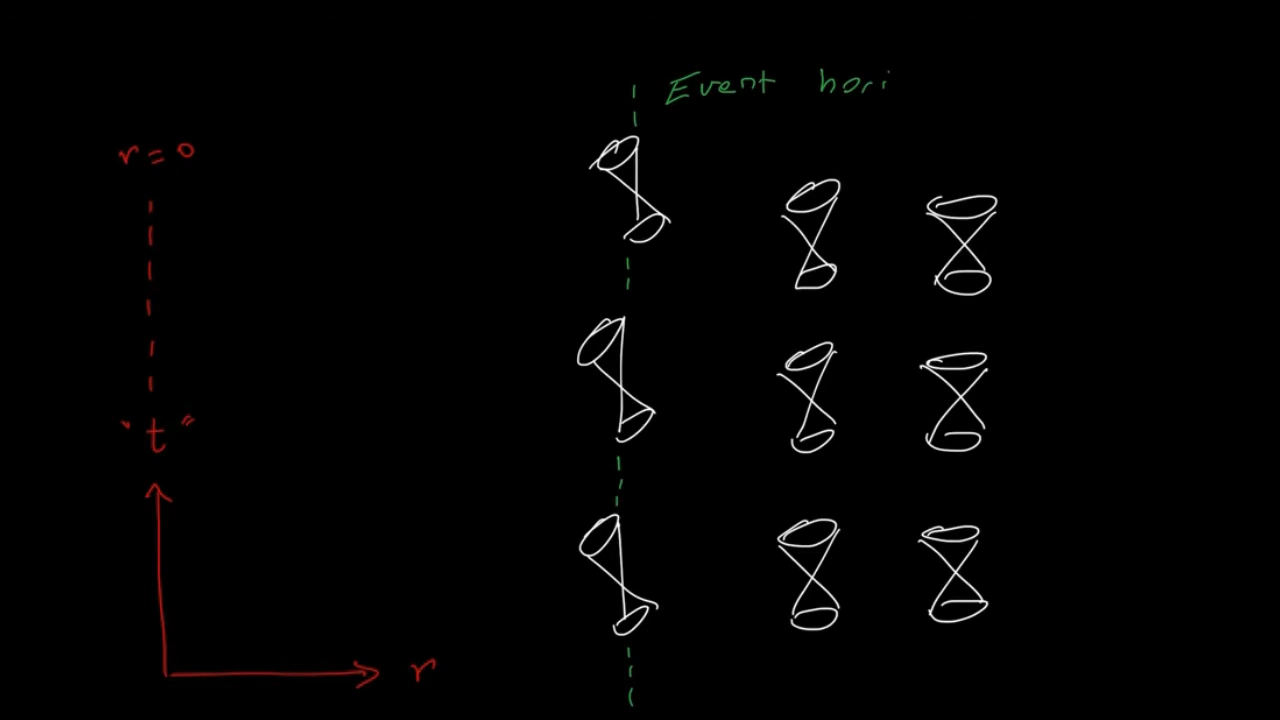 Event hori
r = 0
"t"
r